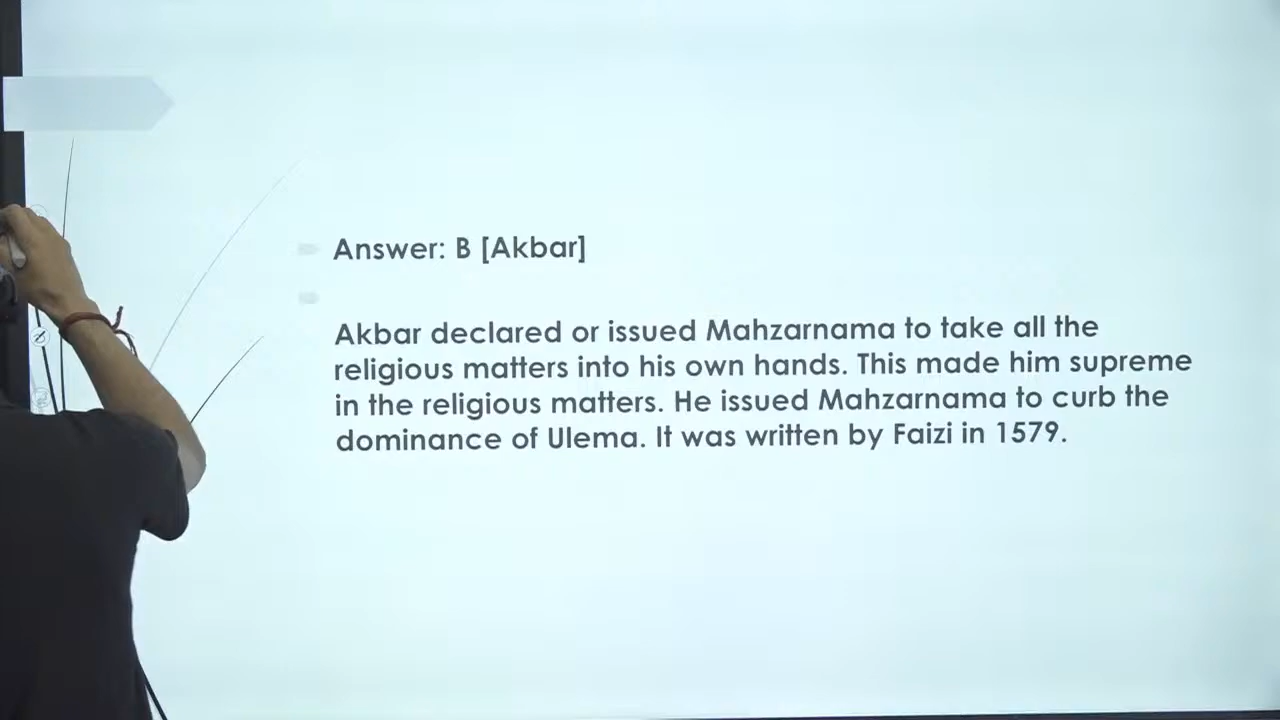 Answer: B [Akbar]
Akbar declared or issued Mahzarnama to take all the
religious matters into his own hands. This made him supreme
in the religious matters. He issued Mahzarnama to curb the
dominance of Ulema. It was written by Faizi in 1579.